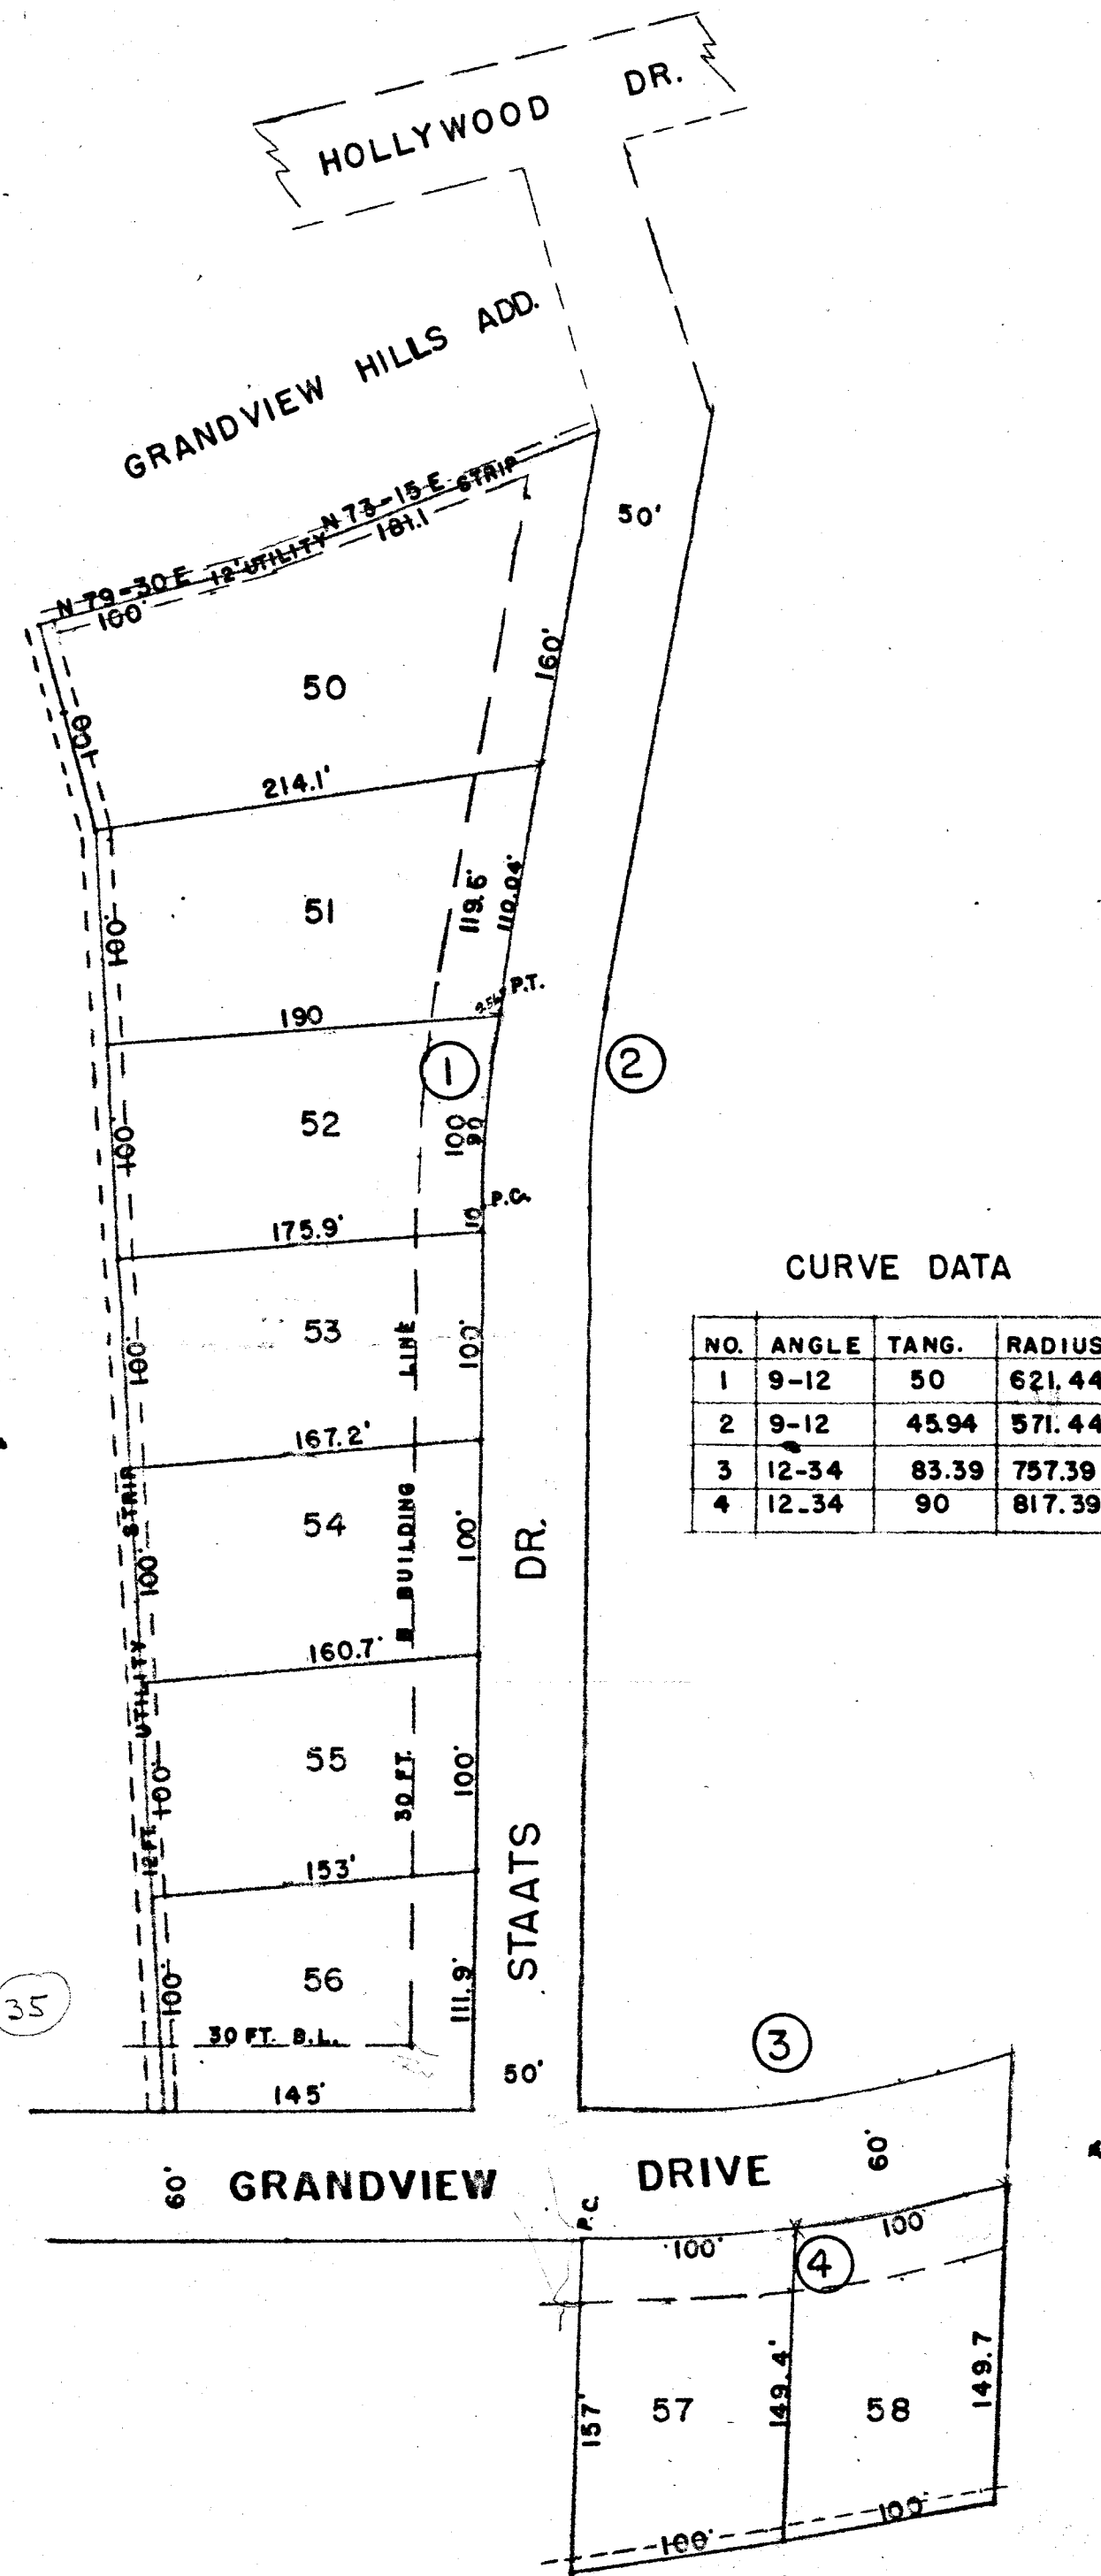 HOLLYWOOD DR.
GRANDVIEW HILLS ADD.
N 79-30 E 12' UTILITY N 73-15 E STRIP
100' 181.1
50'
50
160'
100'
214.1'
51
100'
119.6'
110.04'
P.T.
190
1
2
52
100'
100
90
P.C.
10
175.9'
53
100'
100'
167.2'
54
100'
100'
160.7'
55
100'
100'
153'
56
100'
111.9'
30 FT. BUILDING LINE
12 FT. UTILITY STRIP
STAATS DR.
30 FT. B.L.
50'
145'
35
CURVE DATA
NO. ANGLE TANG. RADIUS
1 9-12 50 621.44
2 9-12 45.94 571.44
3 12-34 83.39 757.39
4 12-34 90 817.39
3
60' GRANDVIEW DRIVE 60'
P.C.
100' 100'
4
157' 57 149.4' 58 149.7
100' 100'